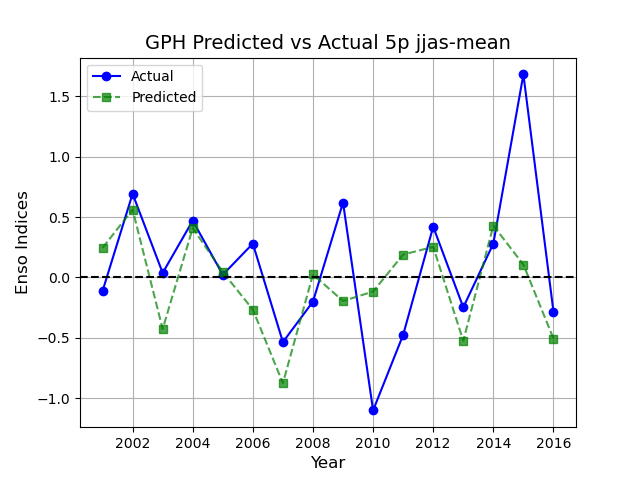 GPH Predicted vs Actual 5p jjas-mean
Actual
Predicted
Enso Indices
1.5
1.0
0.5
0.0
−0.5
−1.0
2002 2004 2006 2008 2010 2012 2014 2016
Year